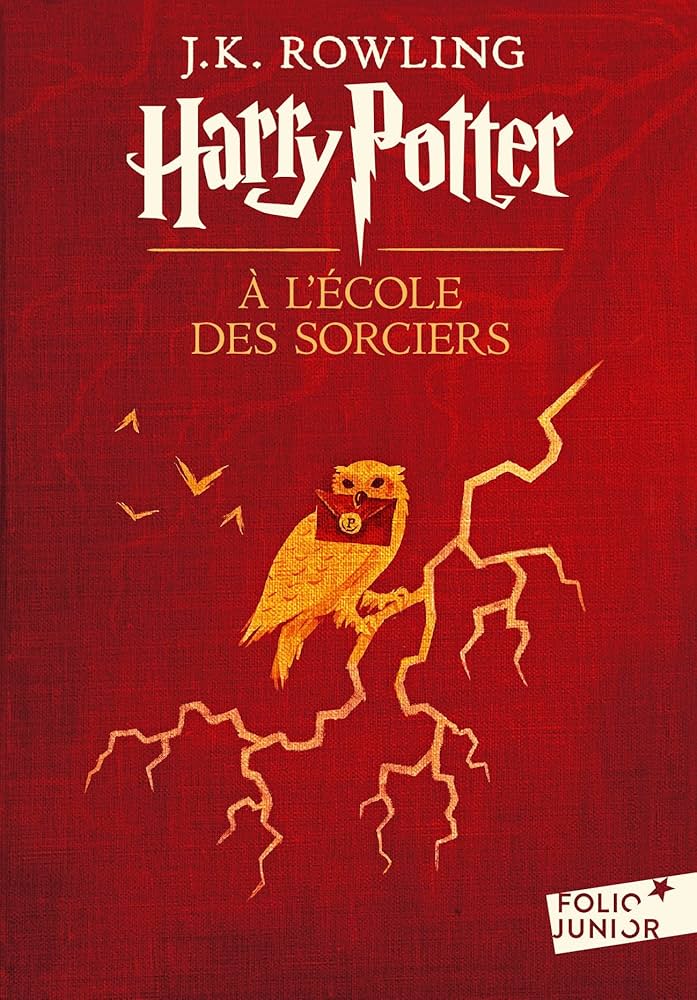 J.K. ROWLING
Harry Potter
À L'ÉCOLE
DES SORCIERS
P
FOLIO
JUNIOR